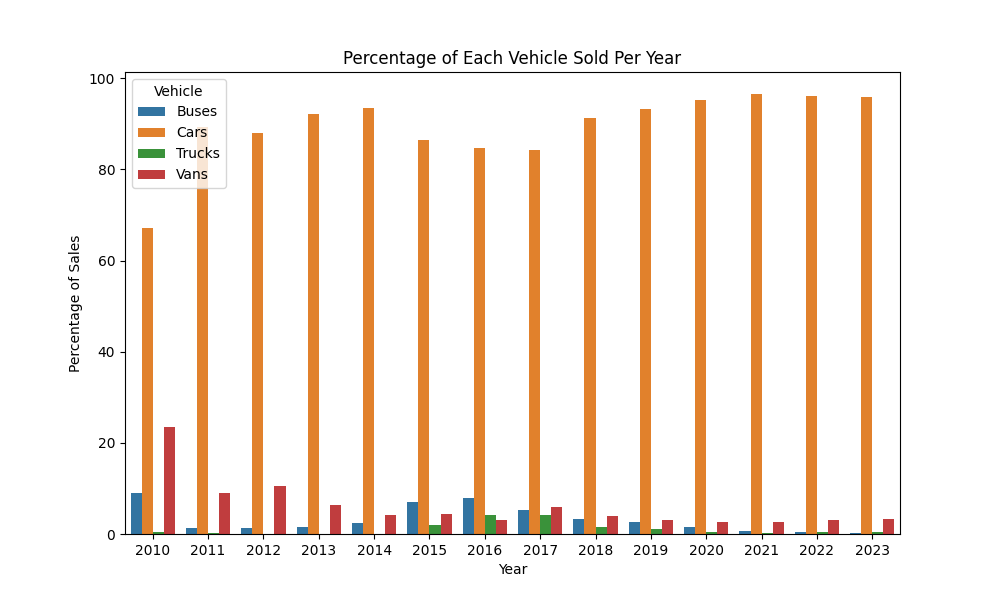 Percentage of Each Vehicle Sold Per Year
Vehicle
Buses
Cars
Trucks
Vans
100
80
60
40
20
0
Percentage of Sales
2010 2011 2012 2013 2014 2015 2016 2017 2018 2019 2020 2021 2022 2023
Year